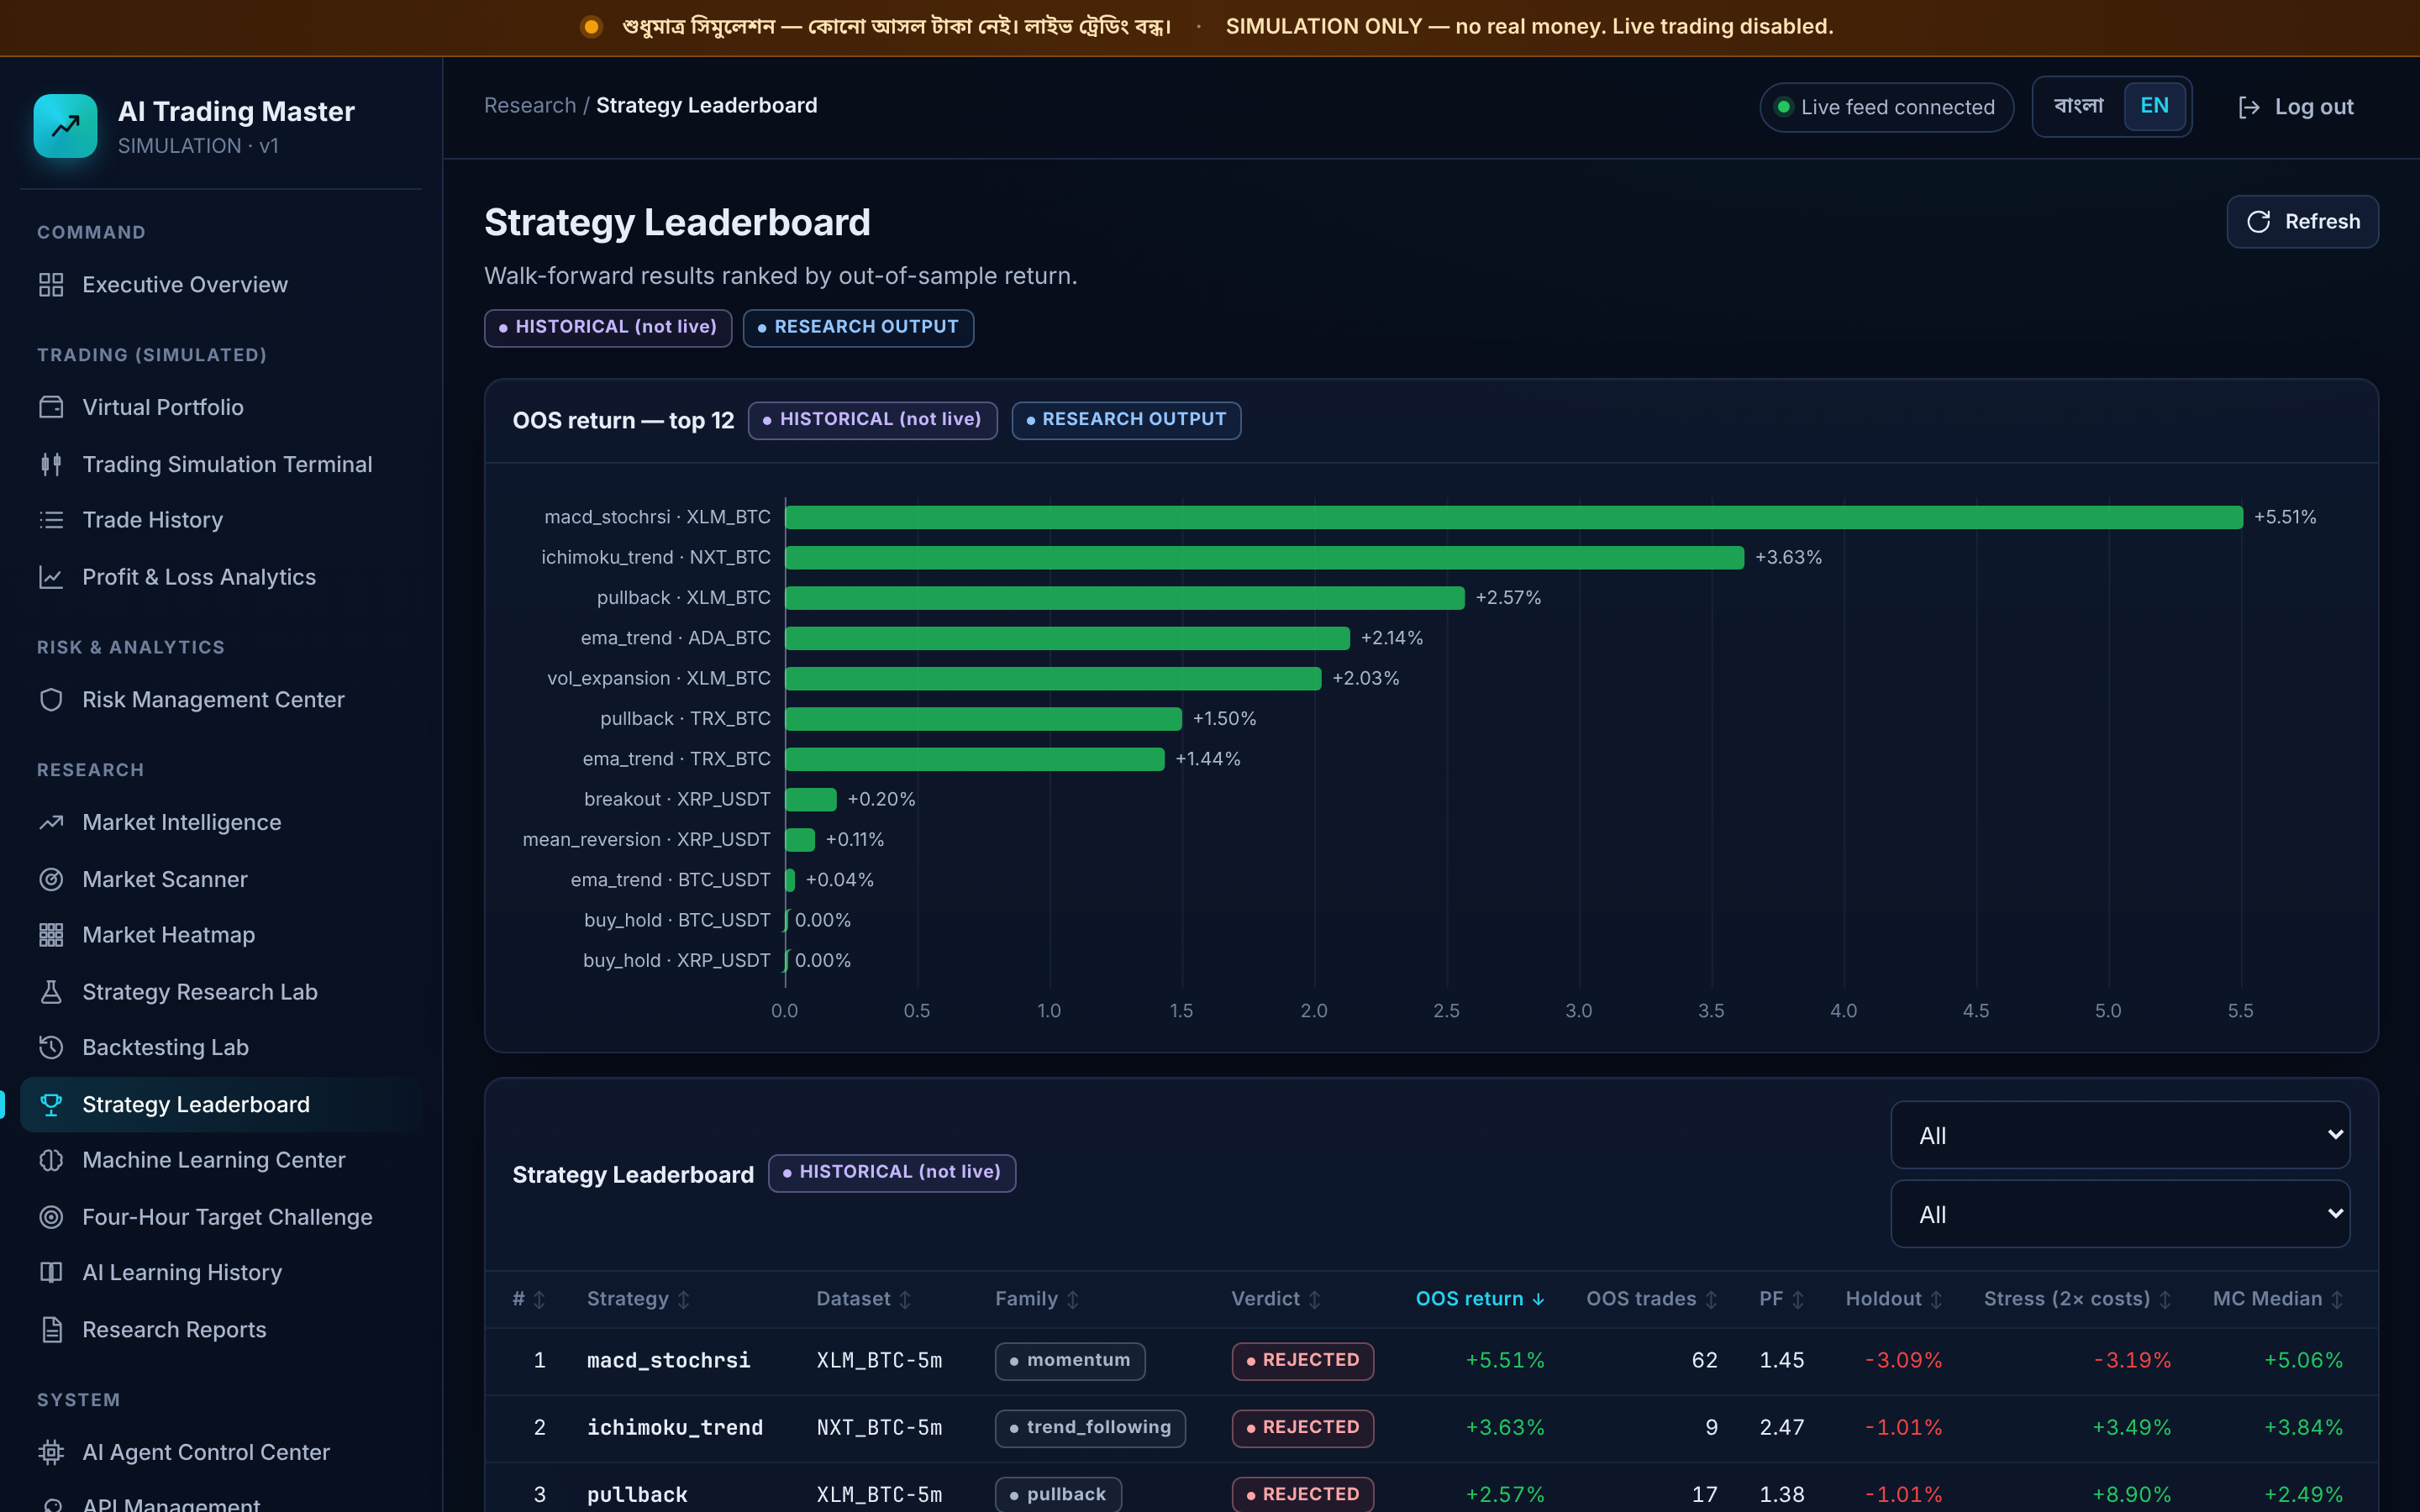 শুধুমাত্র সিমুলেশন — কোনো আসল টাকা নেই। লাইভ ট্রেডিং বন্ধ। · SIMULATION ONLY — no real money. Live trading disabled.
AI Trading Master
SIMULATION · v1
COMMAND
Executive Overview
TRADING (SIMULATED)
Virtual Portfolio
Trading Simulation Terminal
Trade History
Profit & Loss Analytics
RISK & ANALYTICS
Risk Management Center
RESEARCH
Market Intelligence
Market Scanner
Market Heatmap
Strategy Research Lab
Backtesting Lab
Strategy Leaderboard
Machine Learning Center
Four-Hour Target Challenge
AI Learning History
Research Reports
SYSTEM
AI Agent Control Center
API Management
Research / Strategy Leaderboard
Live feed connected
বাংলা EN
Log out
Strategy Leaderboard
Refresh
Walk-forward results ranked by out-of-sample return.
HISTORICAL (not live) RESEARCH OUTPUT
OOS return — top 12 HISTORICAL (not live) RESEARCH OUTPUT
macd_stochrsi · XLM_BTC +5.51%
ichimoku_trend · NXT_BTC +3.63%
pullback · XLM_BTC +2.57%
ema_trend · ADA_BTC +2.14%
vol_expansion · XLM_BTC +2.03%
pullback · TRX_BTC +1.50%
ema_trend · TRX_BTC +1.44%
breakout · XRP_USDT +0.20%
mean_reversion · XRP_USDT +0.11%
ema_trend · BTC_USDT +0.04%
buy_hold · BTC_USDT 0.00%
buy_hold · XRP_USDT 0.00%
0.0 0.5 1.0 1.5 2.0 2.5 3.0 3.5 4.0 4.5 5.0 5.5
Strategy Leaderboard HISTORICAL (not live)
All
All
# Strategy Dataset Family Verdict OOS return ↓ OOS trades PF Holdout Stress (2× costs) MC Median
1 macd_stochrsi XLM_BTC-5m momentum REJECTED +5.51% 62 1.45 -3.09% -3.19% +5.06%
2 ichimoku_trend NXT_BTC-5m trend_following REJECTED +3.63% 9 2.47 -1.01% +3.49% +3.84%
3 pullback XLM_BTC-5m pullback REJECTED +2.57% 17 1.38 -1.01% +8.90% +2.49%